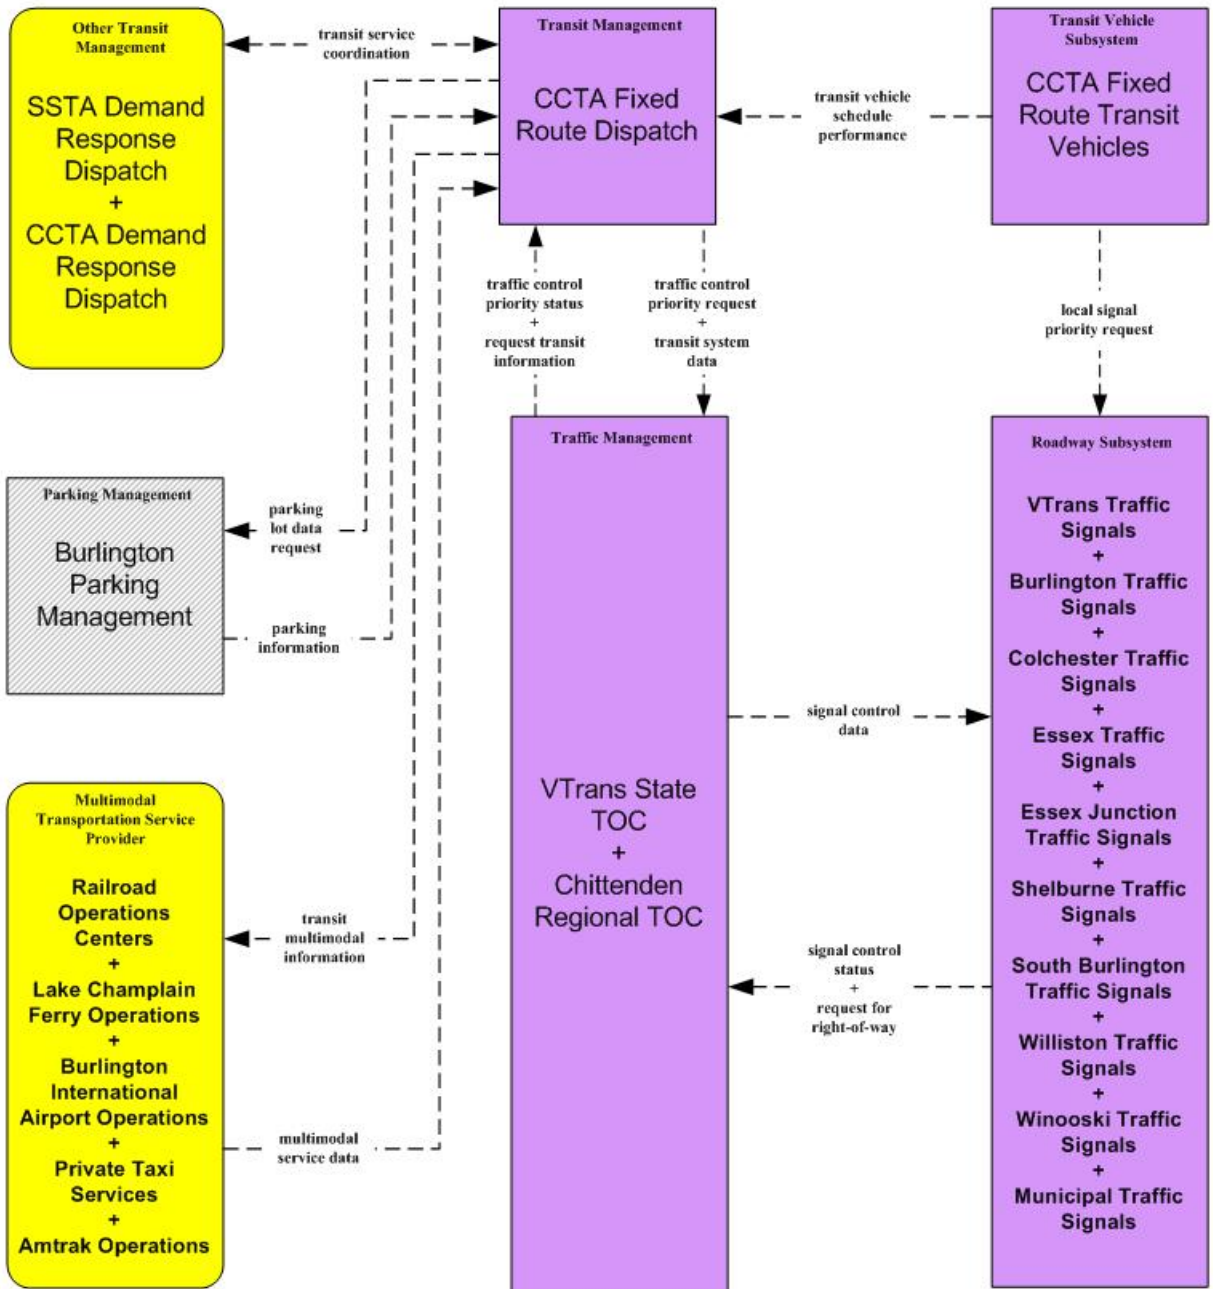 Other Transit
Management
SSTA Demand
Response
Dispatch
+
CCTA Demand
Response
Dispatch
transit service
coordination
Transit Management
CCTA Fixed
Route Dispatch
transit vehicle
schedule
performance
Transit Vehicle
Subsystem
CCTA Fixed
Route Transit
Vehicles
traffic control
priority status
+
request transit
information
traffic control
priority request
+
transit system
data
local signal
priority request
Parking Management
Burlington
Parking
Management
parking
lot data
request
parking
information
Traffic Management
VTrans State
TOC
+
Chittenden
Regional TOC
signal control
data
signal control
status
+
request for
right-of-way
Roadway Subsystem
VTrans Traffic
Signals
+
Burlington Traffic
Signals
+
Colchester Traffic
Signals
+
Essex Traffic
Signals
+
Essex Junction
Traffic Signals
+
Shelburne Traffic
Signals
+
South Burlington
Traffic Signals
+
Williston Traffic
Signals
+
Winooski Traffic
Signals
+
Municipal Traffic
Signals
Multimodal
Transportation Service
Provider
Railroad
Operations
Centers
+
Lake Champlain
Ferry Operations
+
Burlington
International
Airport Operations
+
Private Taxi
Services
+
Amtrak Operations
transit
multimodal
information
multimodal
service data